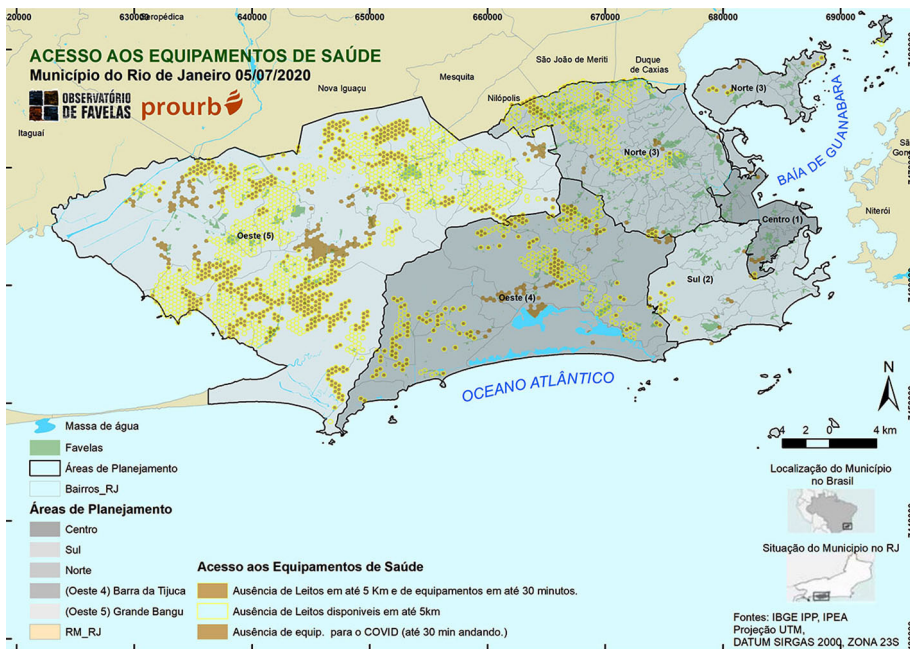 620000 630000 640000 650000 660000 670000 680000 690000
Seropédica
ACESSO AOS EQUIPAMENTOS DE SAÚDE
Município do Rio de Janeiro 05/07/2020
OBSERVATÓRIO
DE FAVELAS
prourb
Itaguaí
Nova Iguaçu
Mesquita
Nilópolis
São João de Meriti
Duque
de Caxias
Norte (3)
Norte (3)
BAÍA DE GUANABARA
Niterói
Centro (1)
Oeste (5)
Sul (2)
Oeste (4)
OCEANO ATLÂNTICO
N
4 2 0 4 km
Massa de água
Favelas
Áreas de Planejamento
Bairros_RJ
Áreas de Planejamento
Centro
Sul
Norte
(Oeste 4) Barra da Tijuca
(Oeste 5) Grande Bangu
RM_RJ
Acesso aos Equipamentos de Saúde
Ausência de Leitos em até 5 Km e de equipamentos em até 30 minutos.
Ausência de Leitos disponiveis em até 5km
Ausência de equip. para o COVID (até 30 min andando.)
Localização do Município
no Brasil
Situação do Municipio no RJ
Fontes: IBGE IPP, IPEA
Projeção UTM,
DATUM SIRGAS 2000, ZONA 23S